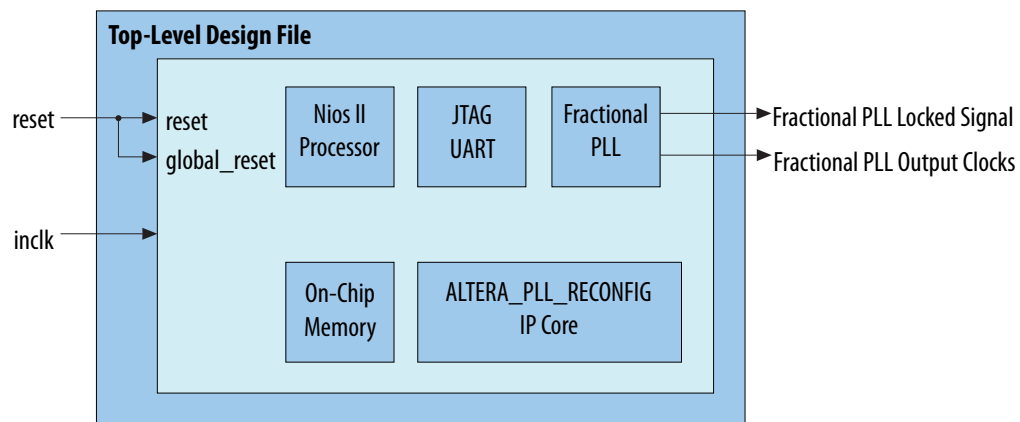 Top-Level Design File
reset
reset
global_reset
inclk
Nios II
Processor
JTAG
UART
Fractional
PLL
Fractional PLL Locked Signal
Fractional PLL Output Clocks
On-Chip
Memory
ALTERA_PLL_RECONFIG
IP Core